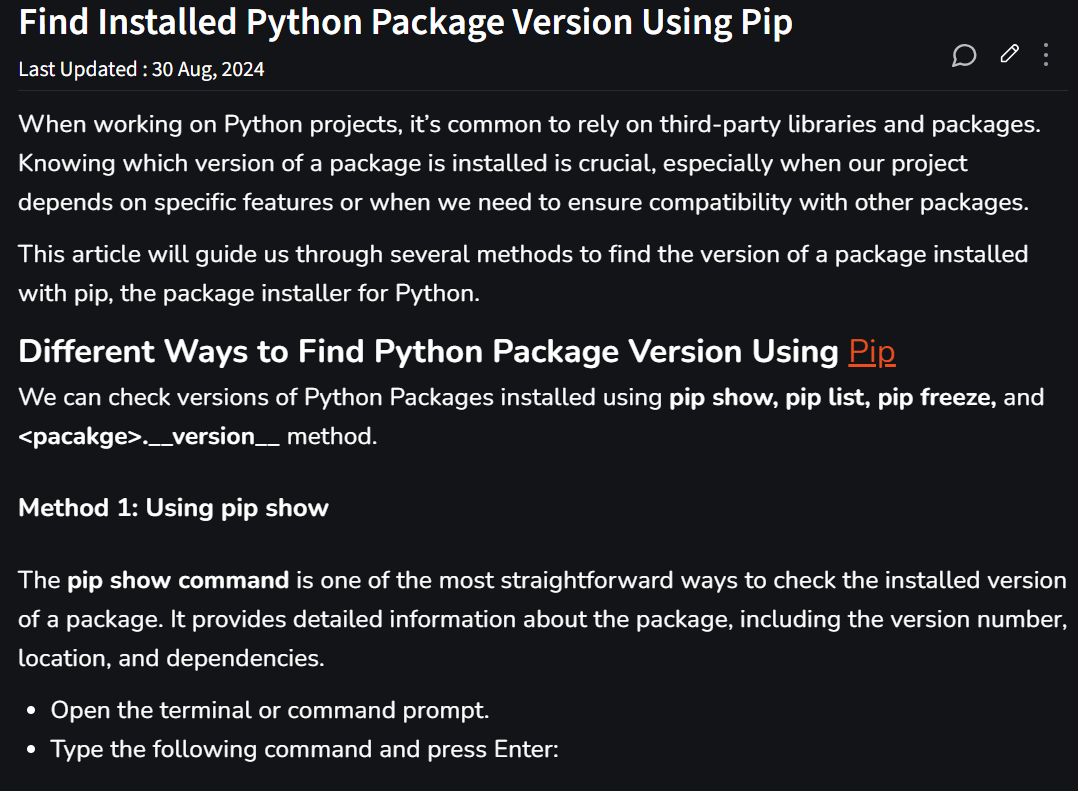 Find Installed Python Package Version Using Pip
Last Updated : 30 Aug, 2024
When working on Python projects, it’s common to rely on third-party libraries and packages.
Knowing which version of a package is installed is crucial, especially when our project
depends on specific features or when we need to ensure compatibility with other packages.
This article will guide us through several methods to find the version of a package installed
with pip, the package installer for Python.
Different Ways to Find Python Package Version Using Pip
We can check versions of Python Packages installed using pip show, pip list, pip freeze, and
<pacakge>.__version__ method.
Method 1: Using pip show
The pip show command is one of the most straightforward ways to check the installed version
of a package. It provides detailed information about the package, including the version number,
location, and dependencies.
• Open the terminal or command prompt.
• Type the following command and press Enter: